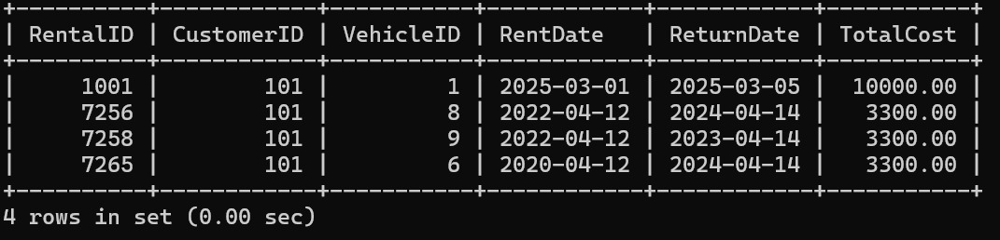 +----------+------------+-----------+------------+------------+-----------+
| RentalID | CustomerID | VehicleID | RentDate   | ReturnDate | TotalCost |
+----------+------------+-----------+------------+------------+-----------+
|     1001 |        101 |         1 | 2025-03-01 | 2025-03-05 |  10000.00 |
|     7256 |        101 |         8 | 2022-04-12 | 2024-04-14 |   3300.00 |
|     7258 |        101 |         9 | 2022-04-12 | 2023-04-14 |   3300.00 |
|     7265 |        101 |         6 | 2020-04-12 | 2024-04-14 |   3300.00 |
+----------+------------+-----------+------------+------------+-----------+
4 rows in set (0.00 sec)